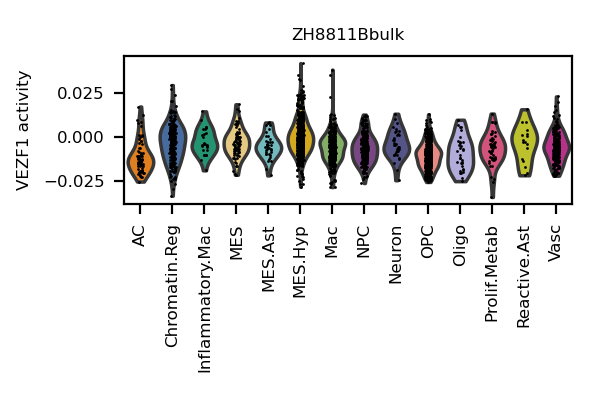 ZH8811Bbulk
VEZF1 activity
0.025
0.000
−0.025
AC
Chromatin.Reg
Inflammatory.Mac
MES
MES.Ast
MES.Hyp
Mac
NPC
Neuron
OPC
Oligo
Prolif.Metab
Reactive.Ast
Vasc